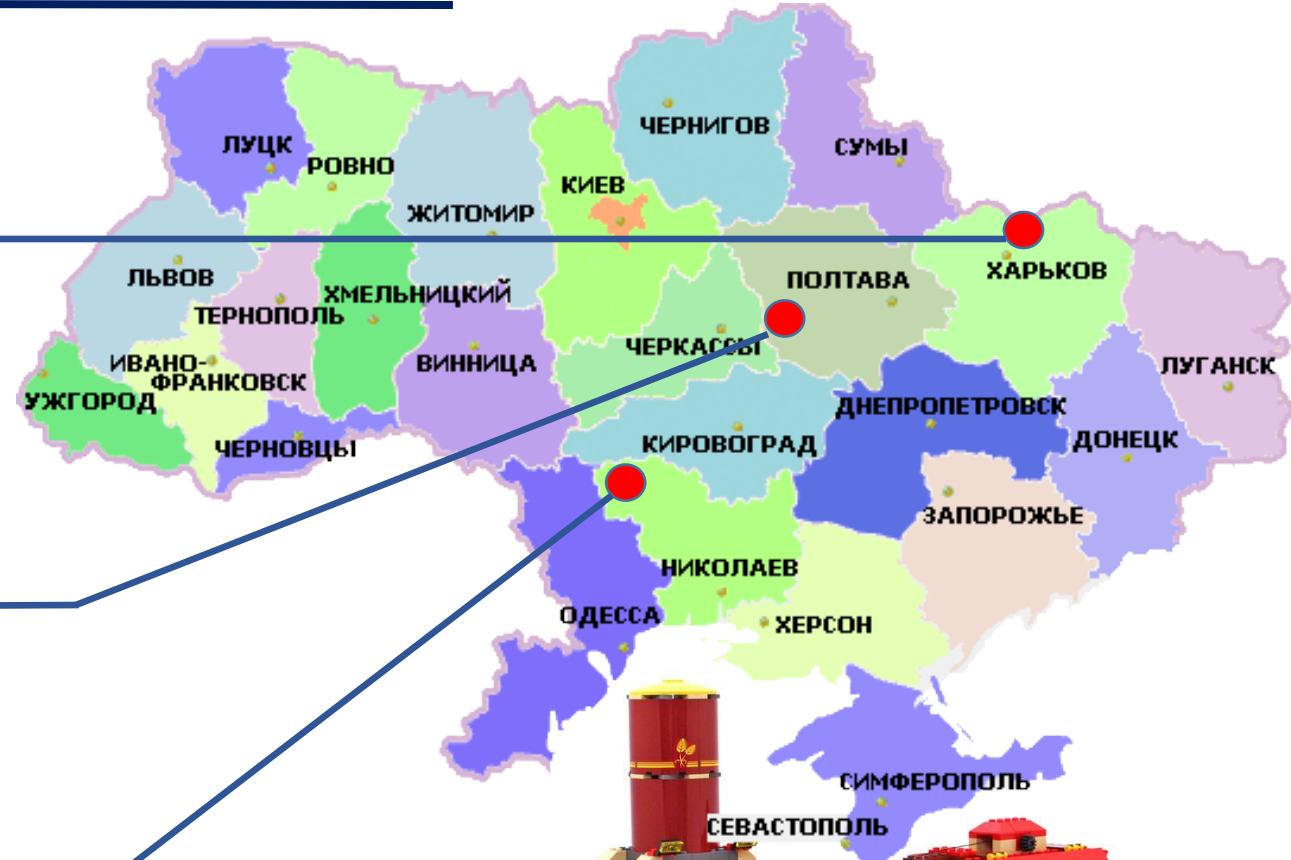 ЧЕРНИГОВ
СУМЫ
ЛУЦК
РОВНО
КИЕВ
ЖИТОМИР
ХАРЬКОВ
ЛЬВОВ
ПОЛТАВА
ХМЕЛЬНИЦКИЙ
ТЕРНОПОЛЬ
ЧЕРКАССЫ
ИВАНО-
ФРАНКОВСК
ВИННИЦА
ЛУГАНСК
УЖГОРОД
ДНЕПРОПЕТРОВСК
ЧЕРНОВЦЫ
КИРОВОГРАД
ДОНЕЦК
ЗАПОРОЖЬЕ
НИКОЛАЕВ
ОДЕССА
ХЕРСОН
СИМФЕРОПОЛЬ
СЕВАСТОПОЛЬ